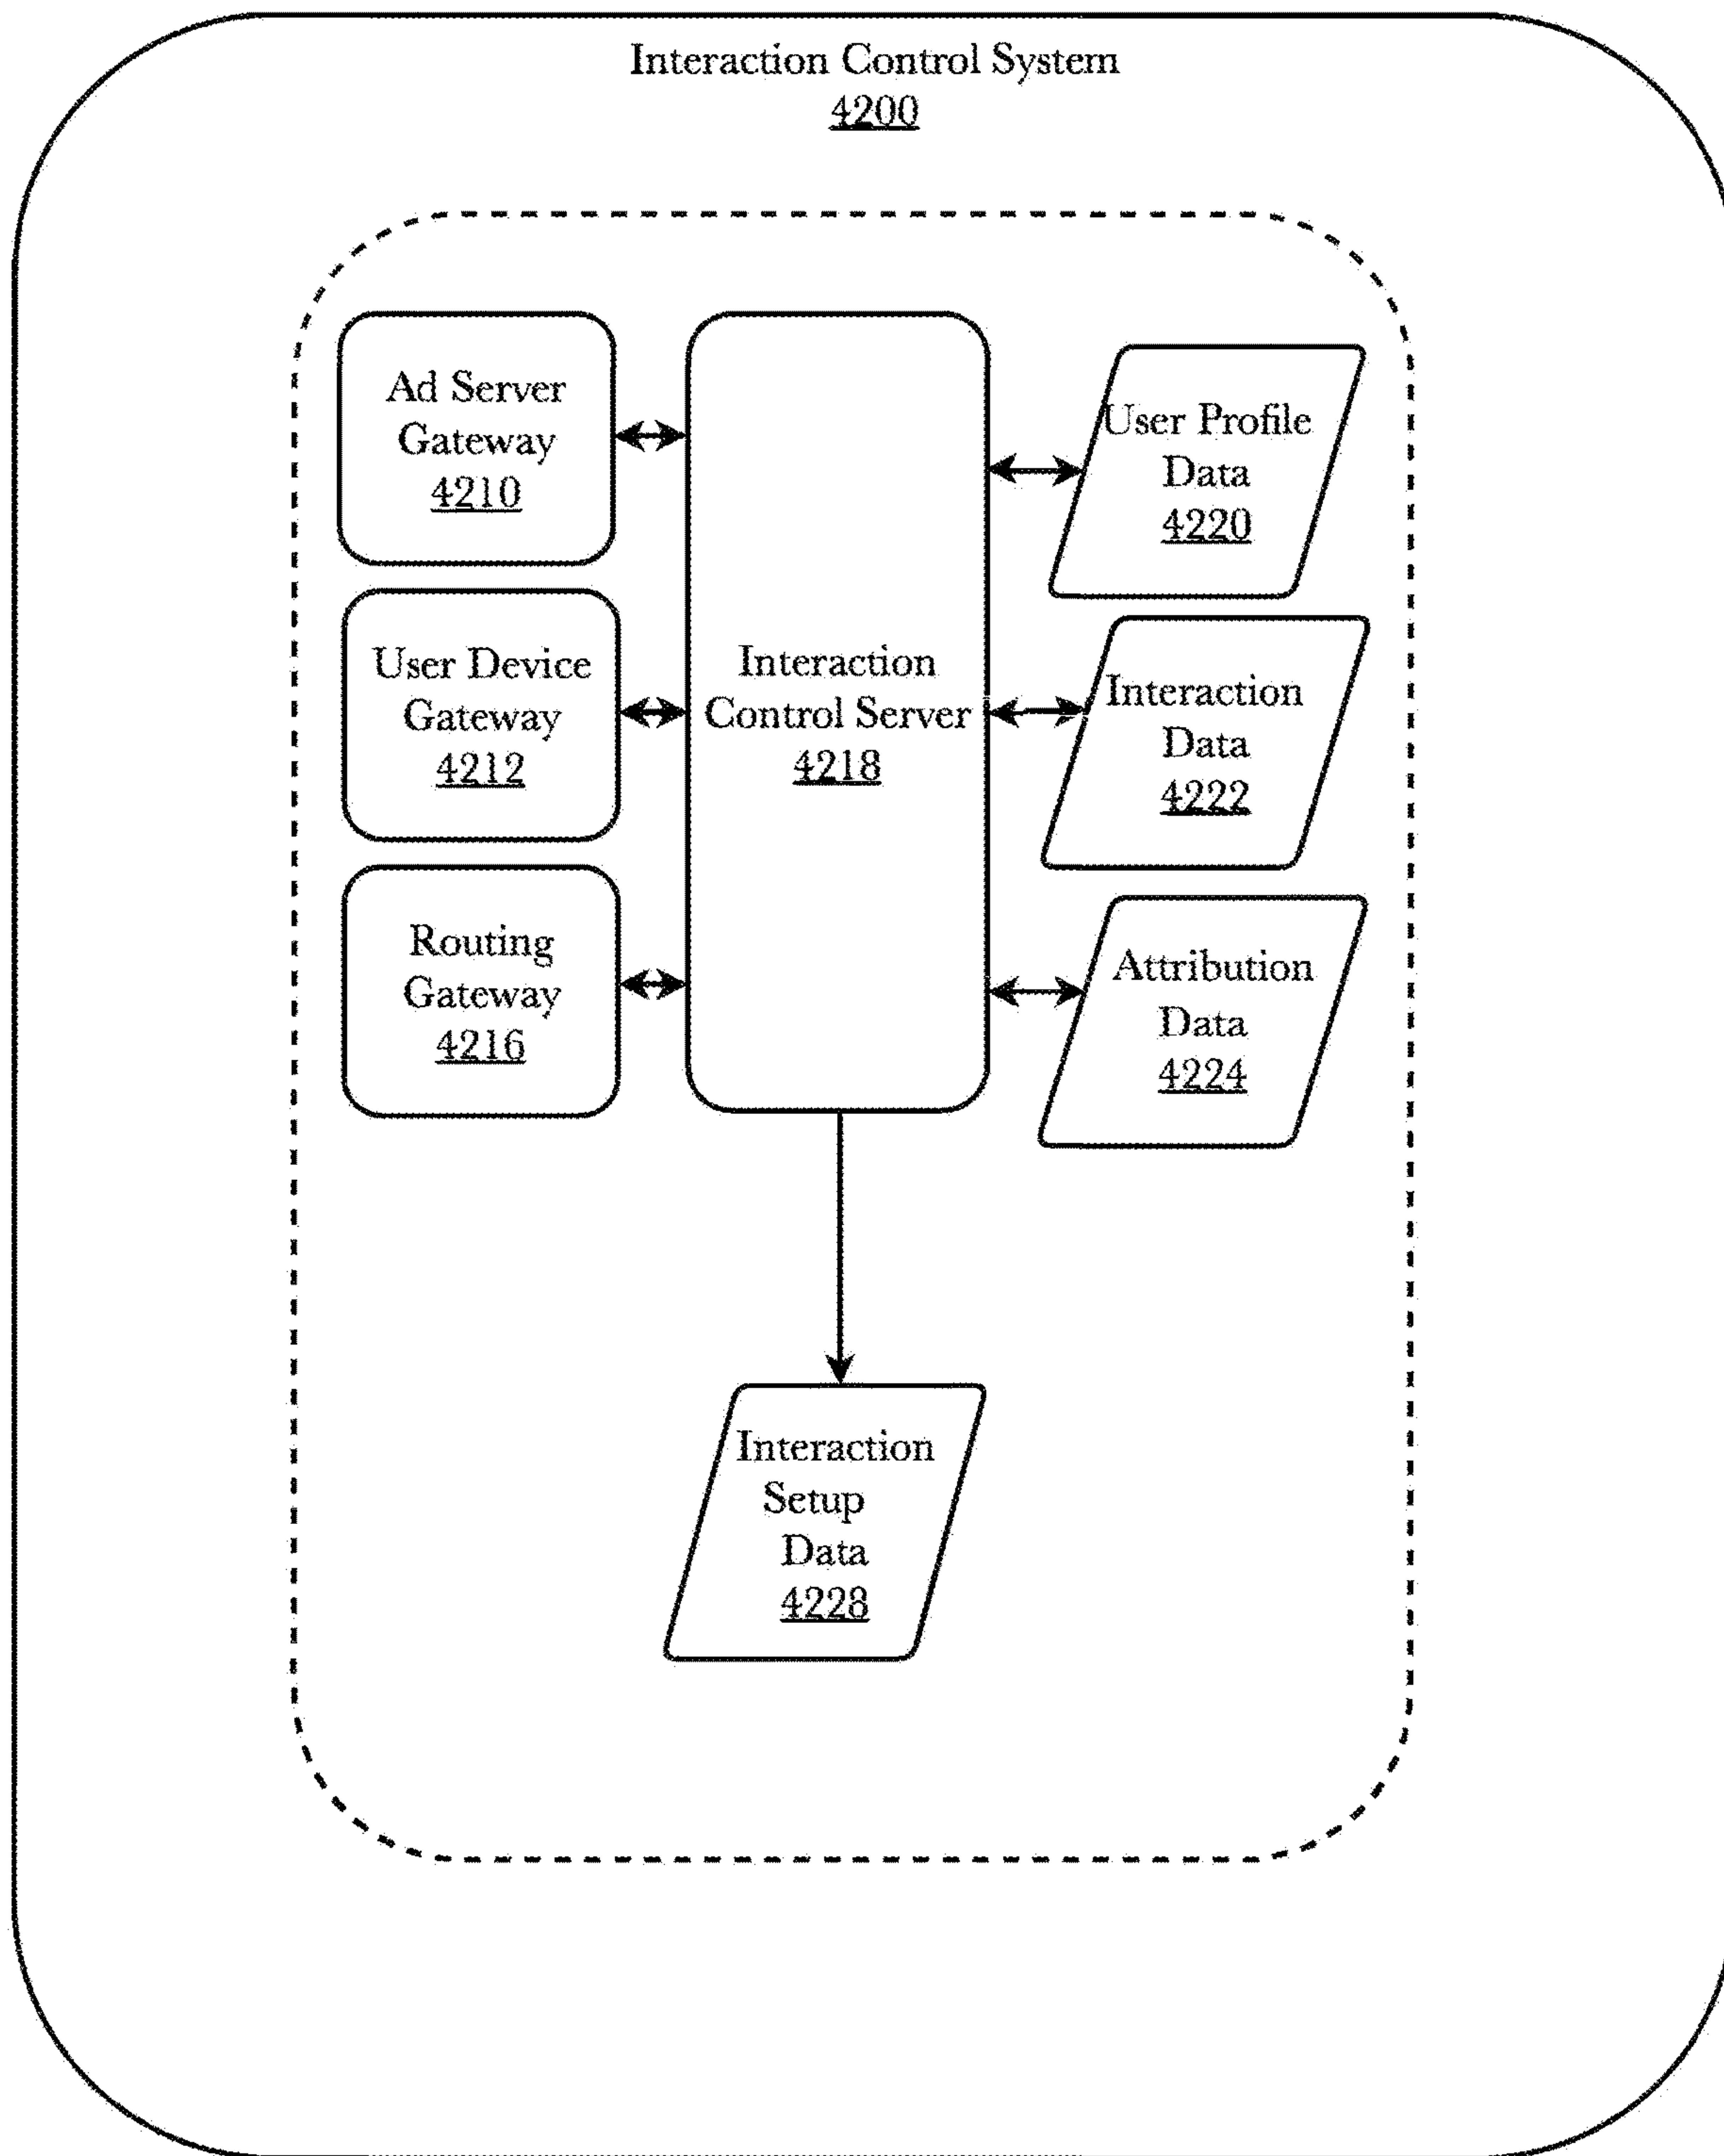 Interaction Control System
4200
Ad Server
Gateway
4210
User Device
Gateway
4212
Routing
Gateway
4216
Interaction
Control Server
4218
User Profile
Data
4220
Interaction
Data
4222
Attribution
Data
4224
Interaction
Setup
Data
4228